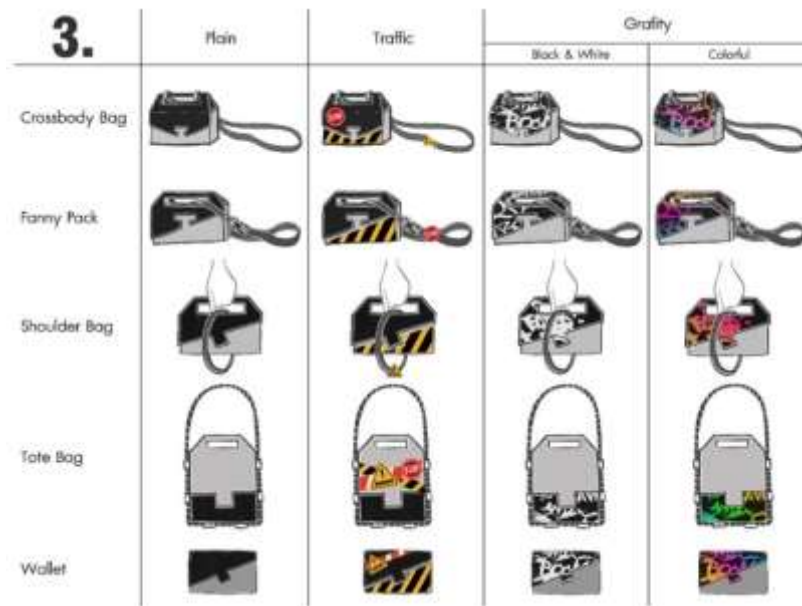 3.
Plain
Traffic
Grafity
Black & White
Colorful
Crossbody Bag
Fanny Pack
Shoulder Bag
Tote Bag
Wallet